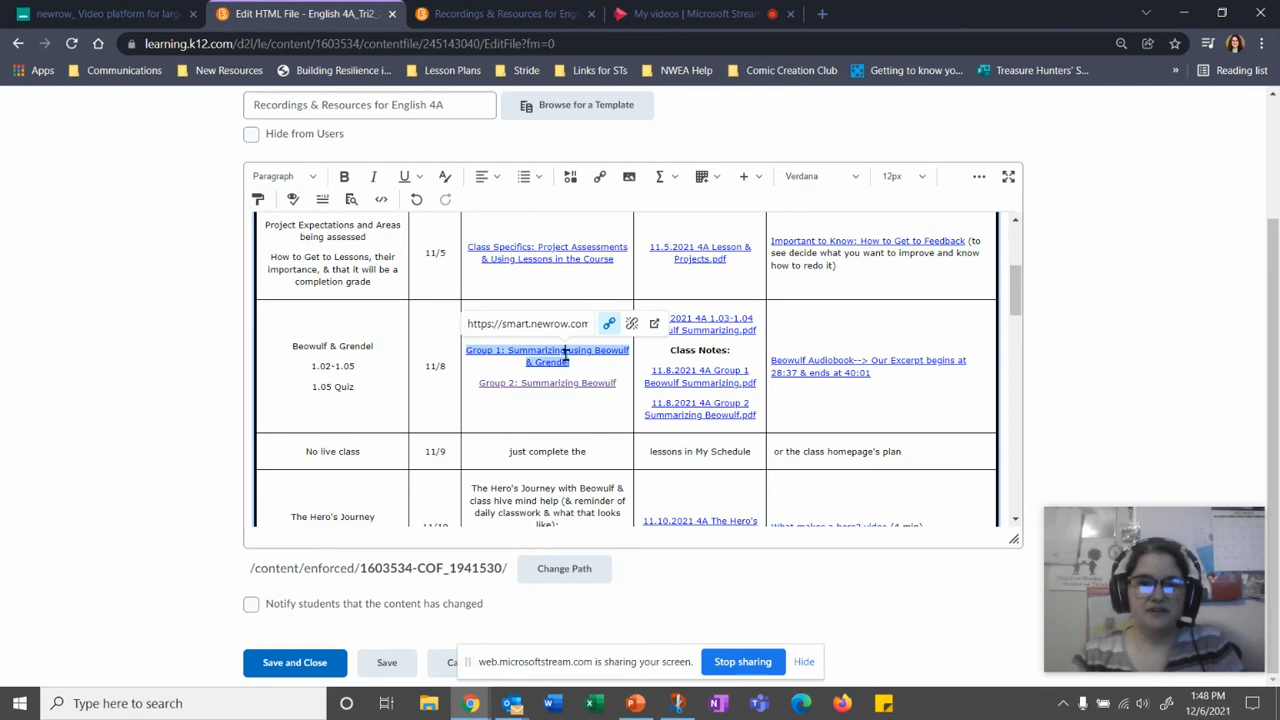 newrow_ Video platform for larg
Edit HTML File - English 4A_Tri2_
Recordings & Resources for Engl
My videos | Microsoft Stream
learning.k12.com/d2l/le/content/1603534/contentfile/245143040/EditFile?fm=0
Apps
Communications
New Resources
Building Resilience i...
Lesson Plans
Stride
Links for STs
NWEA Hub
Comic Creation Club
Getting to know you...
Treasure Hunters' S...
Reading list
Recordings & Resources for English 4A
Browse for a Template
Hide from Users
Paragraph
B
I
U
Verdana
12px
Project Expectations and Areas being assessed
How to Get to Lessons, their importance, & that it will be a completion grade
11/5
Class Specifics: Project Assessments & Using Lessons in the Course
11.5.2021 4A Lesson & Projects.pdf
Important to Know: How to Get to Feedback (to see decide what you want to improve and know how to redo it)
https://smart.newrow.com
Beowulf & Grendel
1.02-1.05
1.05 Quiz
11/8
Group 1: Summarizing using Beowulf & Grendel
Group 2: Summarizing Beowulf
2021 4A 1.03-1.04
Summarizing.pdf
Class Notes:
11.8.2021 4A Group 1 Beowulf Summarizing.pdf
11.8.2021 4A Group 2 Summarizing Beowulf.pdf
Beowulf Audiobook--> Our Excerpt begins at 28:37 & ends at 40:01
No live class
11/9
just complete the
lessons in My Schedule
or the class homepage's plan
The Hero's Journey
11/10
The Hero's Journey with Beowulf & class hive mind help (& reminder of daily classwork & what that looks like):
11.10.2021 4A The Hero's
What makes a hero? video (4 min)
/content/enforced/1603534-COF_1941530/
Change Path
Notify students that the content has changed
Save and Close
Save
web.microsoftstream.com is sharing your screen.
Stop sharing
Hide
Type here to search
1:48 PM
12/6/2021